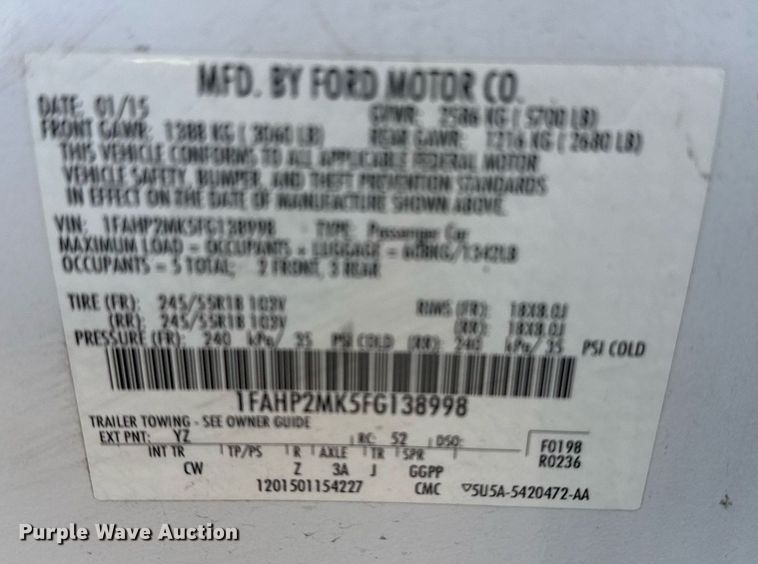 MFD. BY FORD MOTOR CO.
DATE: 01/15 GVWR: 2586 KG ( 5700 LB)
FRONT GAWR: 1388 KG ( 3060 LB) REAR GAWR: 1216 KG ( 2680 LB)
THIS VEHICLE CONFORMS TO ALL APPLICABLE FEDERAL MOTOR
VEHICLE SAFETY, BUMPER, AND THEFT PREVENTION STANDARDS
IN EFFECT ON THE DATE OF MANUFACTURE SHOWN ABOVE.
VIN: 1FAHP2MK5FG138998 TYPE: Passenger Car
MAXIMUM LOAD = OCCUPANTS + LUGGAGE = 608KG/1342LB
OCCUPANTS = 5 TOTAL; 2 FRONT, 3 REAR
TIRE (FR): 245/55R18 103V RIMS (FR): 18X8.0J
(RR): 245/55R18 103V (RR): 18X8.0J
PRESSURE (FR): 240 kPa/ 35 PSI COLD (RR): 240 kPa/ 35 PSI COLD
1FAHP2MK5FG138998
TRAILER TOWING - SEE OWNER GUIDE
EXT PNT: YZ RC: 52 DSO: F0198
INT TR TP/PS R AXLE TR SPR R0236
CW Z 3A J GGPP
1201501154227 CMC 5U5A-5420472-AA
Purple Wave Auction